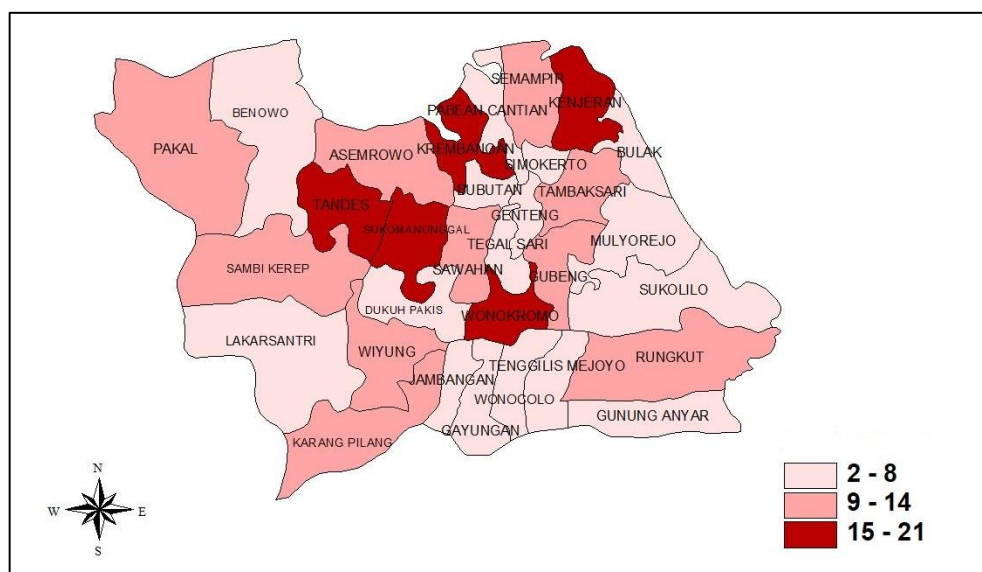 SEMAMPIR
KENJERAN
PABEAN CANTIAN
BENOWO
PAKAL
ASEMROWO
KREMBANGAN
SIMOKERTO
BULAK
BUBUTAN
TAMBAKSARI
TANDES
GENTENG
SUKOMANUNGGAL
TEGAL SARI
MULYOREJO
SAMBI KEREP
SAWAHAN
GUBENG
SUKOLILO
DUKUH PAKIS
WONOKROMO
LAKARSANTRI
WIYUNG
TENGGILIS MEJOYO
RUNGKUT
JAMBANGAN
WONOCOLO
GUNUNG ANYAR
GAYUNGAN
KARANG PILANG
N
W E
S
2 - 8
9 - 14
15 - 21